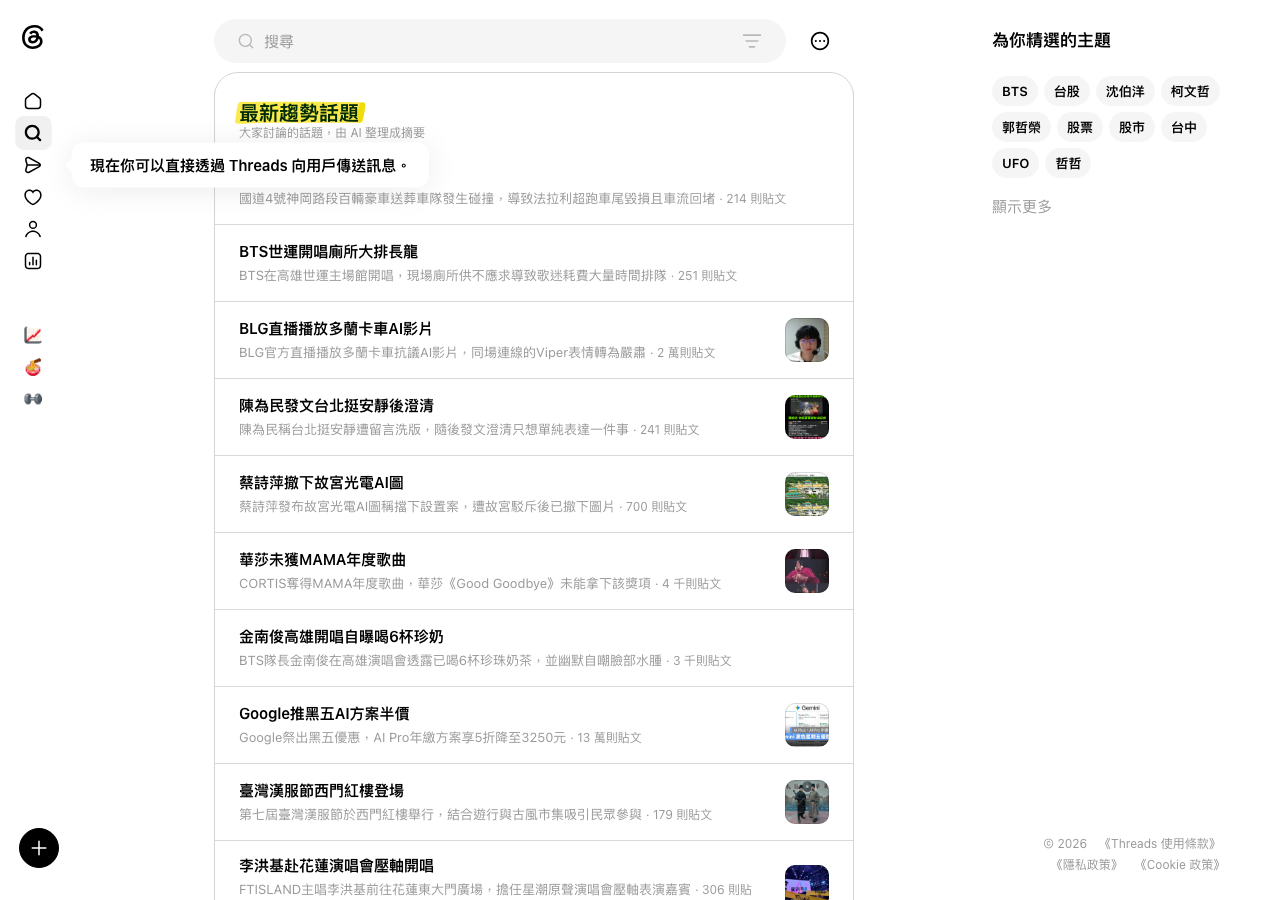 搜尋
最新趨勢話題
大家討論的話題，由 AI 整理成摘要
現在你可以直接透過 Threads 向用戶傳送訊息。
國道4號神岡路段百輛豪車送葬車隊發生碰撞，導致法拉利超跑車尾毀損且車流回堵 · 214 則貼文
BTS世運開唱廁所大排長龍
BTS在高雄世運主場館開唱，現場廁所供不應求導致歌迷耗費大量時間排隊 · 251 則貼文
BLG直播播放多蘭卡車AI影片
BLG官方直播播放多蘭卡車抗議AI影片，同場連線的Viper表情轉為嚴肅 · 2 萬則貼文
陳為民發文台北挺安靜後澄清
陳為民稱台北挺安靜遭留言洗版，隨後發文澄清只想單純表達一件事 · 241 則貼文
蔡詩萍撤下故宮光電AI圖
蔡詩萍發布故宮光電AI圖稱擋下設置案，遭故宮駁斥後已撤下圖片 · 700 則貼文
華莎未獲MAMA年度歌曲
CORTIS奪得MAMA年度歌曲，華莎《Good Goodbye》未能拿下該獎項 · 4 千則貼文
金南俊高雄開唱自曝喝6杯珍奶
BTS隊長金南俊在高雄演唱會透露已喝6杯珍珠奶茶，並幽默自嘲臉部水腫 · 3 千則貼文
Google推黑五AI方案半價
Google祭出黑五優惠，AI Pro年繳方案享5折降至3250元 · 13 萬則貼文
Gemini
臺灣漢服節西門紅樓登場
第七屆臺灣漢服節於西門紅樓舉行，結合遊行與古風市集吸引民眾參與 · 179 則貼文
李洪基赴花蓮演唱會壓軸開唱
FTISLAND主唱李洪基前往花蓮東大門廣場，擔任星潮原聲演唱會壓軸表演嘉賓 · 306 則貼
為你精選的主題
BTS 台股 沈伯洋 柯文哲
郭哲榮 股票 股市 台中
UFO 哲哲
顯示更多
© 2026 《Threads 使用條款》
《隱私政策》 《Cookie 政策》